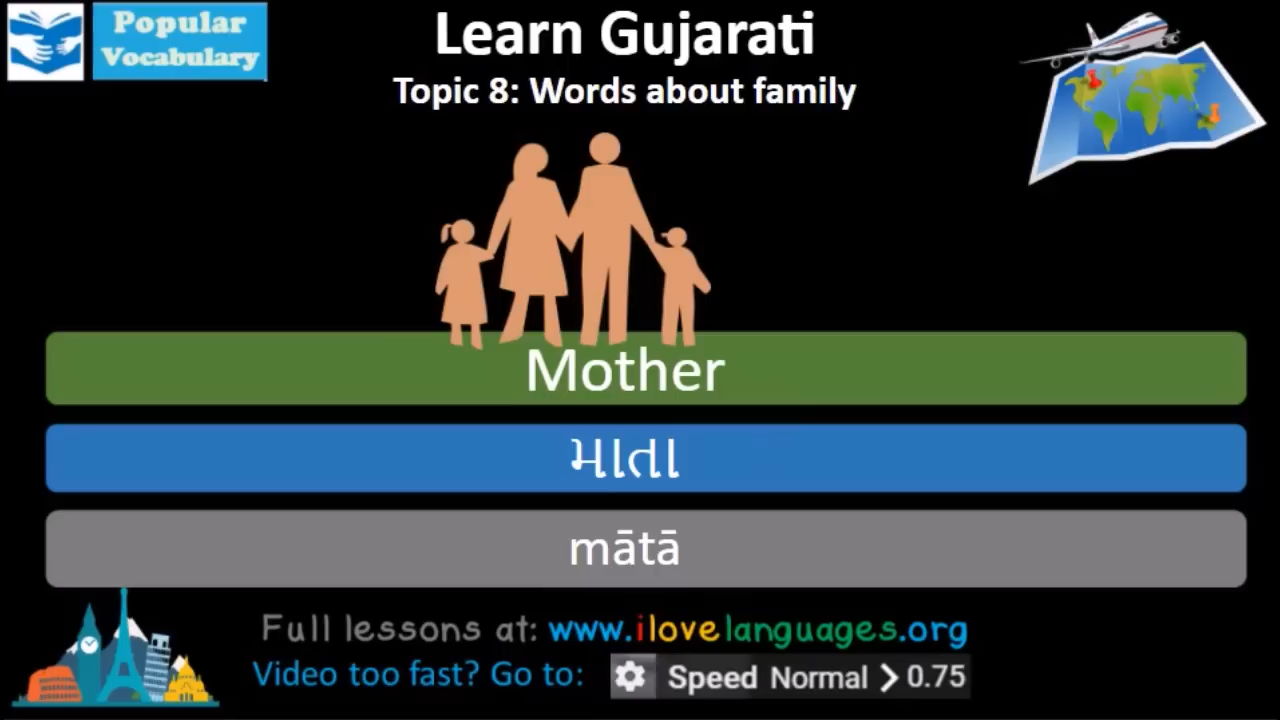 Popular
Vocabulary
Learn Gujarati
Topic 8: Words about family
Mother
માતા
mātā
Full lessons at: www.ilovelanguages.org
Video too fast? Go to: Speed Normal > 0.75